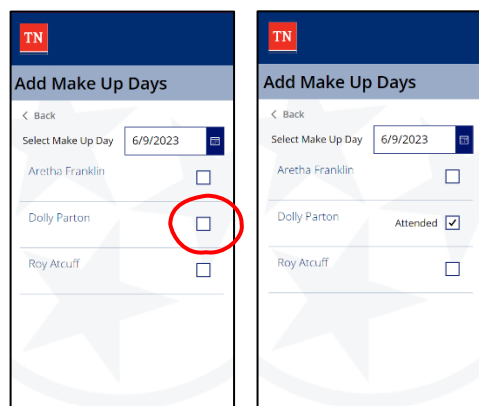 TN
Add Make Up Days
< Back
Select Make Up Day 6/9/2023
Aretha Franklin
Dolly Parton
Roy Atcuff
TN
Add Make Up Days
< Back
Select Make Up Day 6/9/2023
Aretha Franklin
Dolly Parton Attended
Roy Atcuff